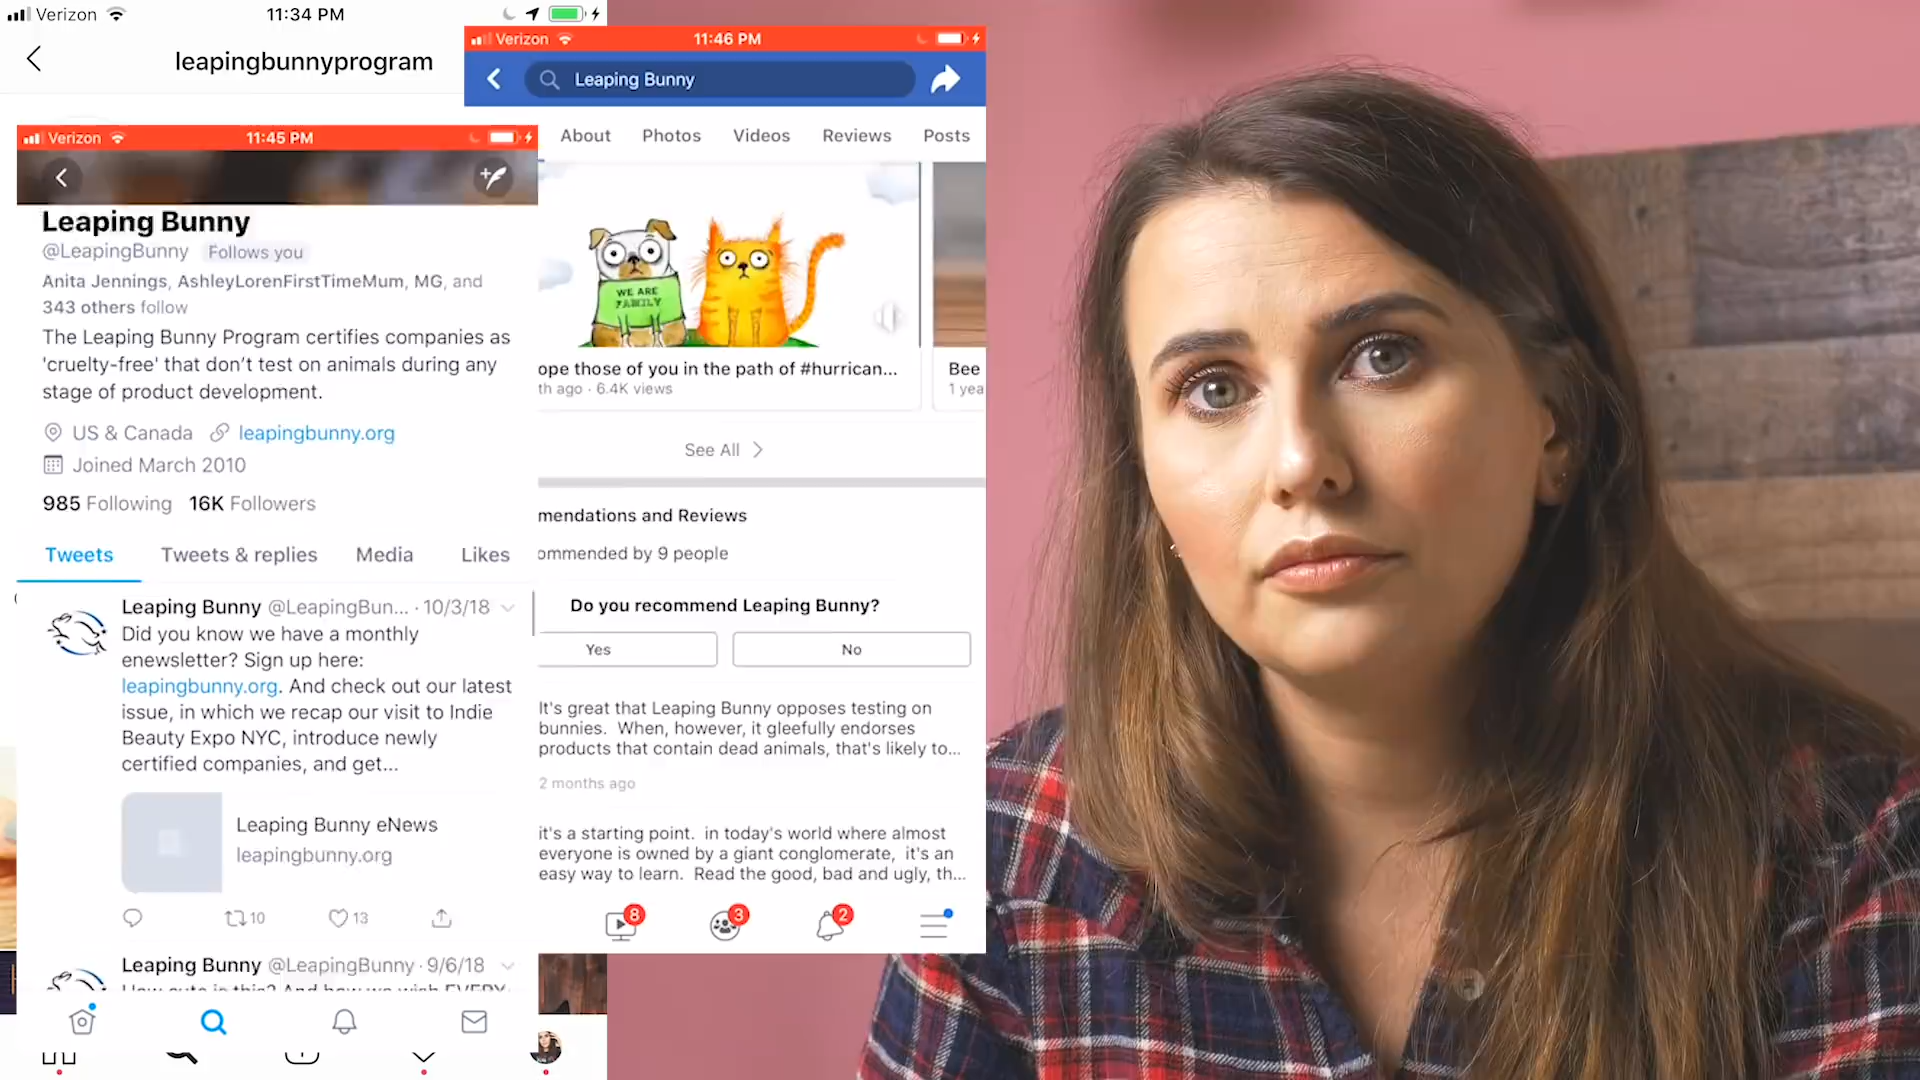 Verizon 11:34 PM
leapingbunnyprogram
Verizon 11:45 PM
Leaping Bunny
@LeapingBunny Follows you
Anita Jennings, AshleyLorenFirstTimeMum, MG, and
343 others follow
The Leaping Bunny Program certifies companies as
'cruelty-free' that don’t test on animals during any
stage of product development.
US & Canada leapingbunny.org
Joined March 2010
985 Following 16K Followers
Tweets Tweets & replies Media Likes
Leaping Bunny @LeapingBun... · 10/3/18
Did you know we have a monthly
enewsletter? Sign up here:
leapingbunny.org. And check out our latest
issue, in which we recap our visit to Indie
Beauty Expo NYC, introduce newly
certified companies, and get...
Leaping Bunny eNews
leapingbunny.org
10 13
Leaping Bunny @LeapingBunny · 9/6/18
Verizon 11:46 PM
Leaping Bunny
About Photos Videos Reviews Posts
WE ARE
FAMILY
ope those of you in the path of #hurrican...
th ago · 6.4K views
Bee
1 yea
See All
mendations and Reviews
ommended by 9 people
Do you recommend Leaping Bunny?
Yes No
It's great that Leaping Bunny opposes testing on
bunnies. When, however, it gleefully endorses
products that contain dead animals, that's likely to...
2 months ago
it's a starting point. in today's world where almost
everyone is owned by a giant conglomerate, it's an
easy way to learn. Read the good, bad and ugly, th...
8 3 2